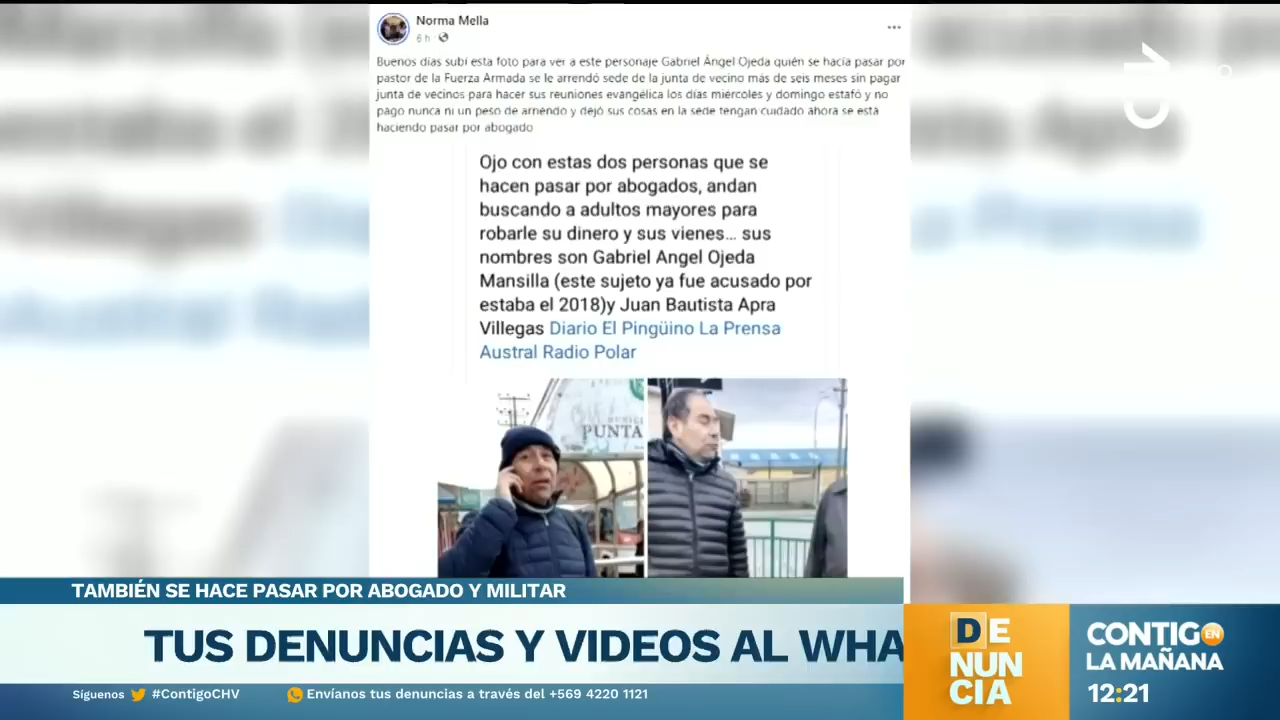 Norma Mella
6 h
Buenos días subí esta foto para ver a este personaje Gabriel Ángel Ojeda quién se hacía pasar por
pastor de la Fuerza Armada se le arrendó sede de la junta de vecino más de seis meses sin pagar
junta de vecinos para hacer sus reuniones evangélica los días miércoles y domingo estafó y no
pago nunca ni un peso de arriendo y dejó sus cosas en la sede tengan cuidado ahora se está
haciendo pasar por abogado
Ojo con estas dos personas que se
hacen pasar por abogados, andan
buscando a adultos mayores para
robarle su dinero y sus vienes... sus
nombres son Gabriel Angel Ojeda
Mansilla (este sujeto ya fue acusado por
estaba el 2018)y Juan Bautista Apra
Villegas Diario El Pingüino La Prensa
Austral Radio Polar
PUNTA
TAMBIÉN SE HACE PASAR POR ABOGADO Y MILITAR
TUS DENUNCIAS Y VIDEOS AL WHA
DE
NUN
CIA
CONTIGO
EN
LA MAÑANA
12:21
Síguenos #ContigoCHV
Envíanos tus denuncias a través del +569 4220 1121